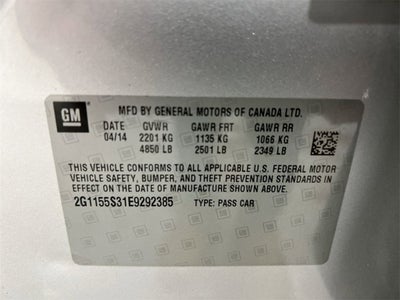 GM
MFD BY GENERAL MOTORS OF CANADA LTD.
DATE GVWR GAWR FRT GAWR RR
04/14 2201 KG 1135 KG 1066 KG
4850 LB 2501 LB 2349 LB
THIS VEHICLE CONFORMS TO ALL APPLICABLE U.S. FEDERAL MOTOR
VEHICLE SAFETY, BUMPER, AND THEFT PREVENTION STANDARDS IN
EFFECT ON THE DATE OF MANUFACTURE SHOWN ABOVE.
2G1155S31E9292385 TYPE: PASS CAR